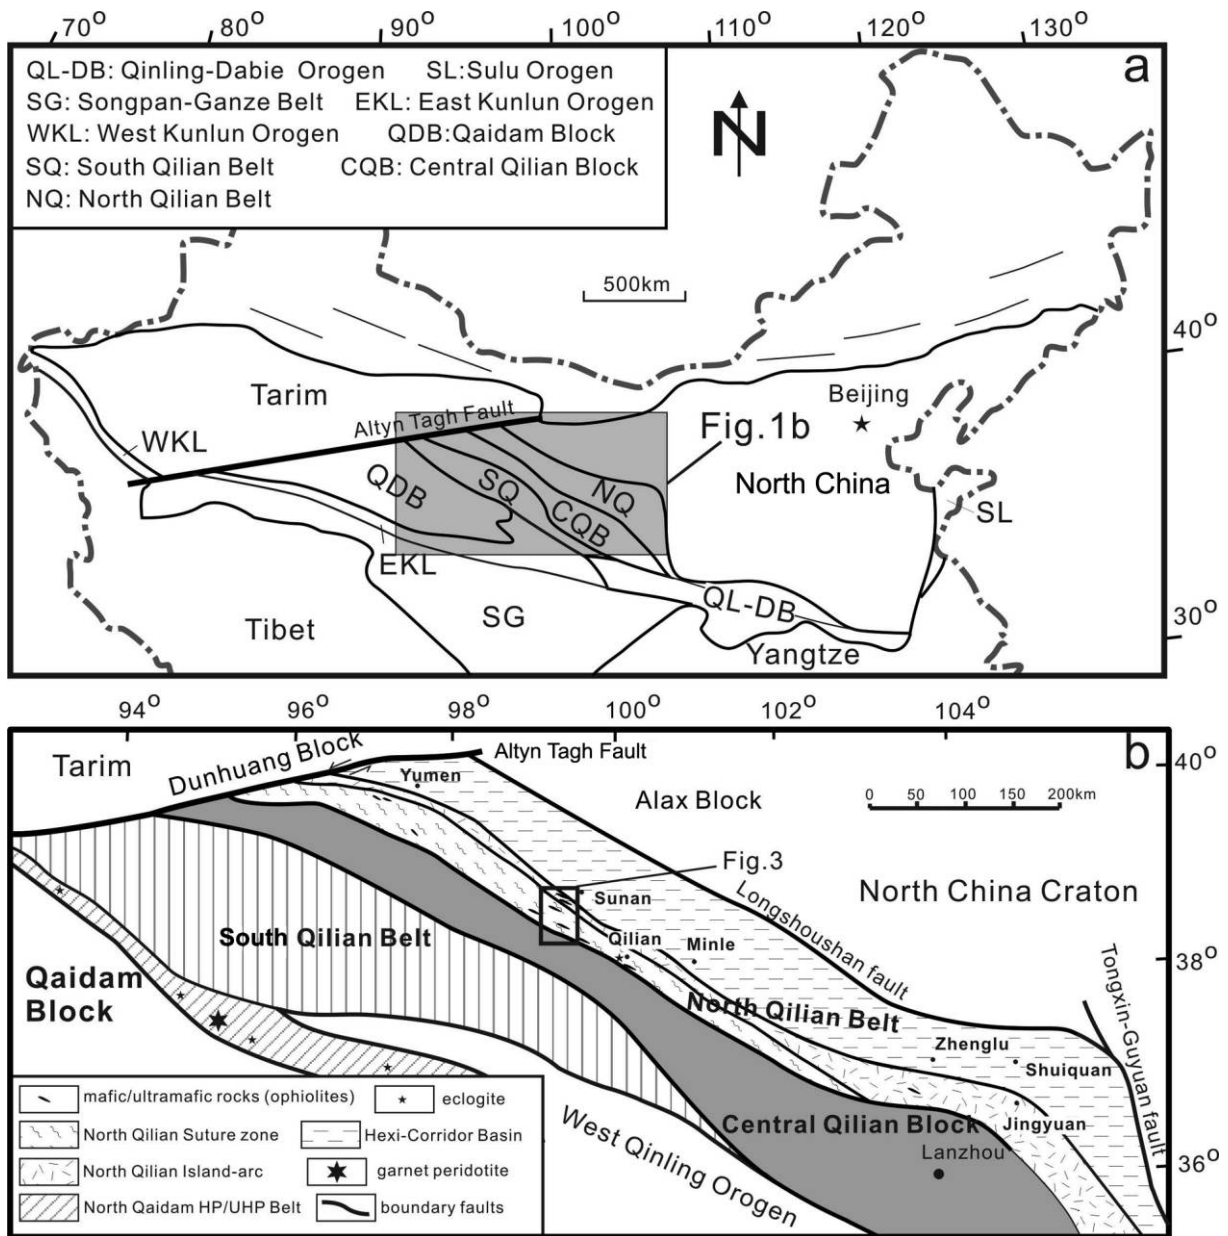 70° 80° 90° 100° 110° 120° 130°
a
QL-DB: Qinling-Dabie Orogen SL:Sulu Orogen
SG: Songpan-Ganze Belt EKL: East Kunlun Orogen
WKL: West Kunlun Orogen QDB:Qaidam Block
SQ: South Qilian Belt CQB: Central Qilian Block
NQ: North Qilian Belt
N
500km
40°
Tarim
Altyn Tagh Fault
Beijing
WKL
Fig.1b
QDB
SQ
NQ
North China
CQB
SL
EKL
QL-DB
SG
30°
Tibet
Yangtze
94° 96° 98° 100° 102° 104°
b
Tarim
Dunhuang Block
Altyn Tagh Fault
40°
Yumen
Alax Block
0 50 100 150 200km
Fig.3
Sunan
North China Craton
Longshoushan fault
South Qilian Belt
Qilian
Minle
38°
Qaidam
Block
North Qilian Belt
Tongxin-Guyuan fault
Zhenglu
Shuiquan
mafic/ultramafic rocks (ophiolites) eclogite
North Qilian Suture zone Hexi-Corridor Basin
North Qilian Island-arc garnet peridotite
North Qaidam HP/UHP Belt boundary faults
West Qinling Orogen
Central Qilian Block
Jingyuan
Lanzhou
36°